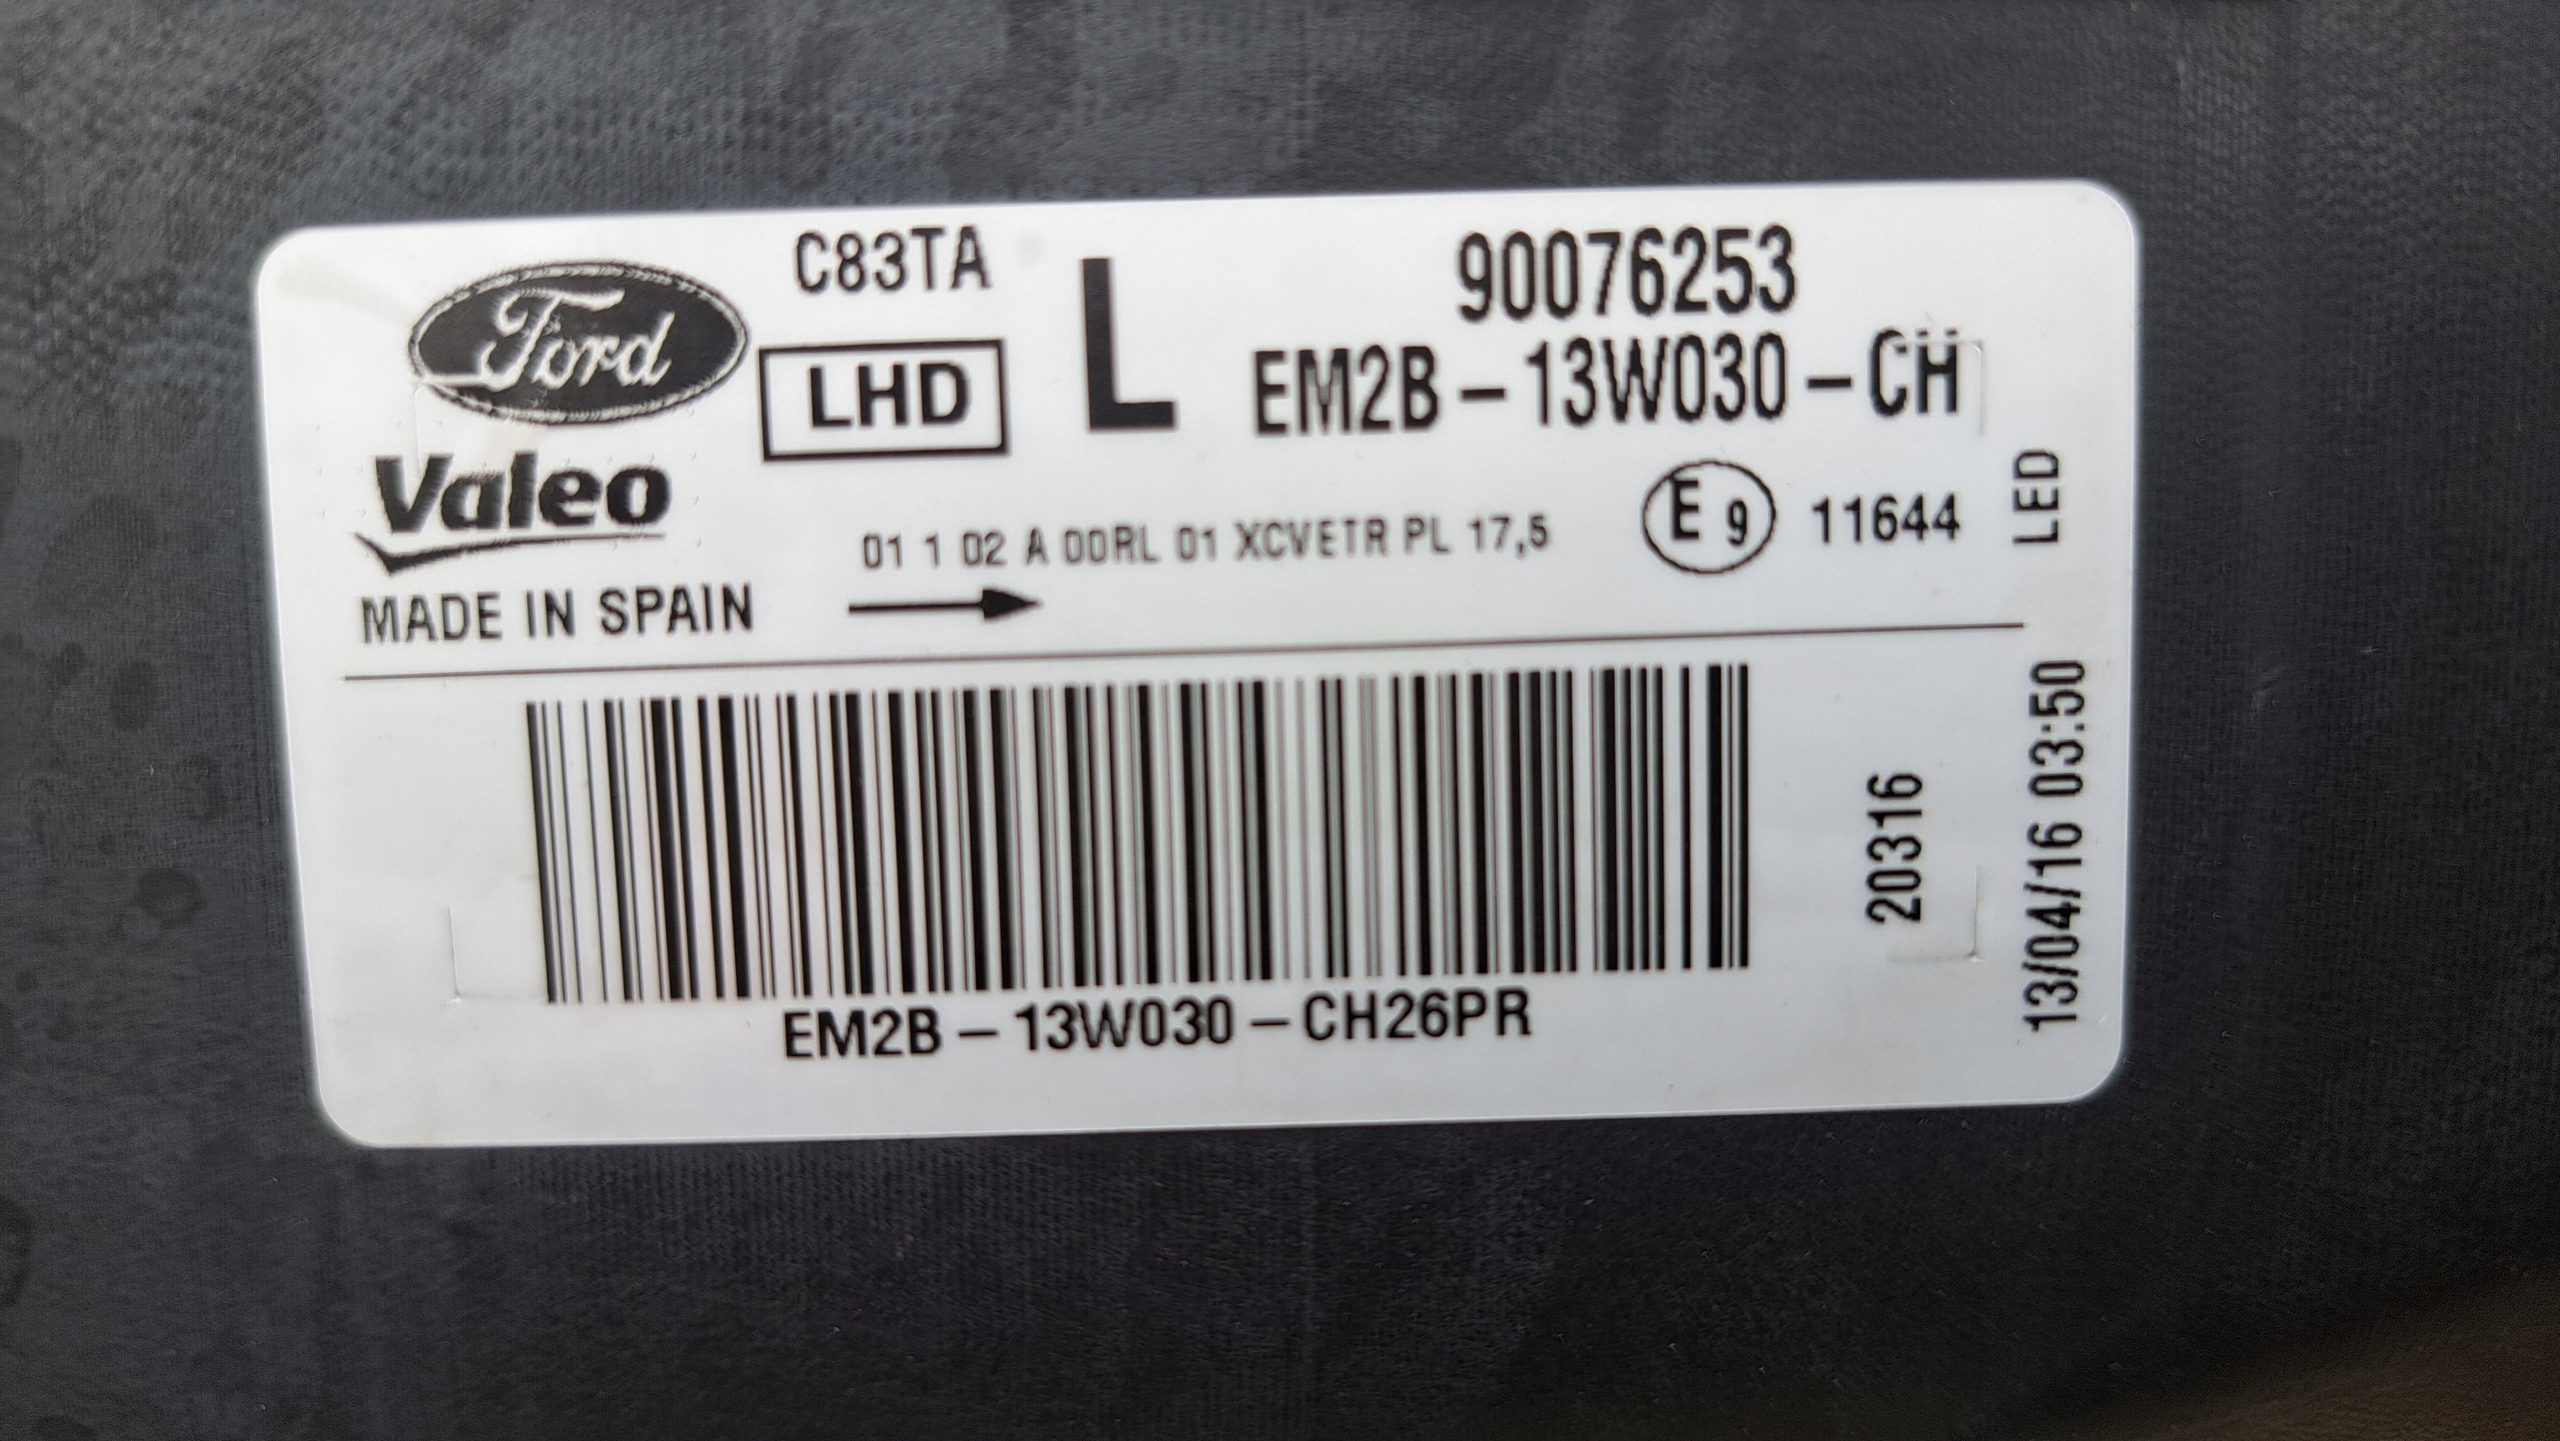 Ford
C83TA
L
90076253
LHD
EM2B-13W030-CH
Valeo
01 1 02 A 00RL 01 XCVETR PL 17,5
E 9
11644
LED
MADE IN SPAIN
EM2B-13W030-CH26PR
20316
13/04/16 03:50